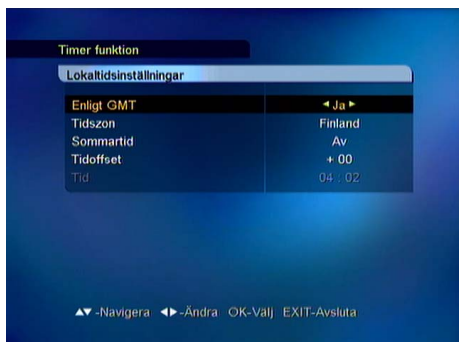 Timer funktion
Lokaltidsinställningar
Enligt GMT ◄ Ja ►
Tidszon Finland
Sommartid Av
Tidoffset + 00
Tid 04 : 02
▲▼ -Navigera ◄► -Ändra OK-Välj EXIT-Avsluta